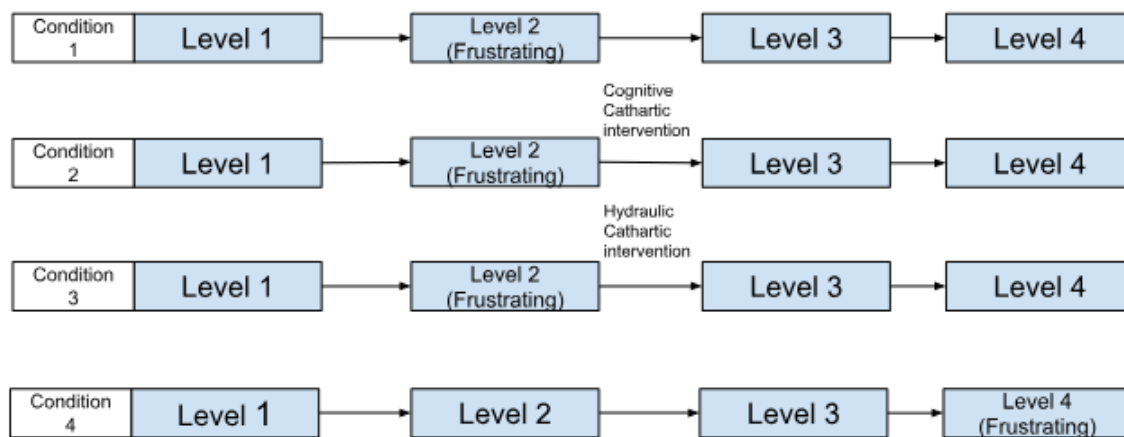 Condition
1
Level 1
Level 2
(Frustrating)
Level 3
Level 4
Cognitive
Cathartic
intervention
Condition
2
Level 1
Level 2
(Frustrating)
Level 3
Level 4
Hydraulic
Cathartic
intervention
Condition
3
Level 1
Level 2
(Frustrating)
Level 3
Level 4
Condition
4
Level 1
Level 2
Level 3
Level 4
(Frustrating)